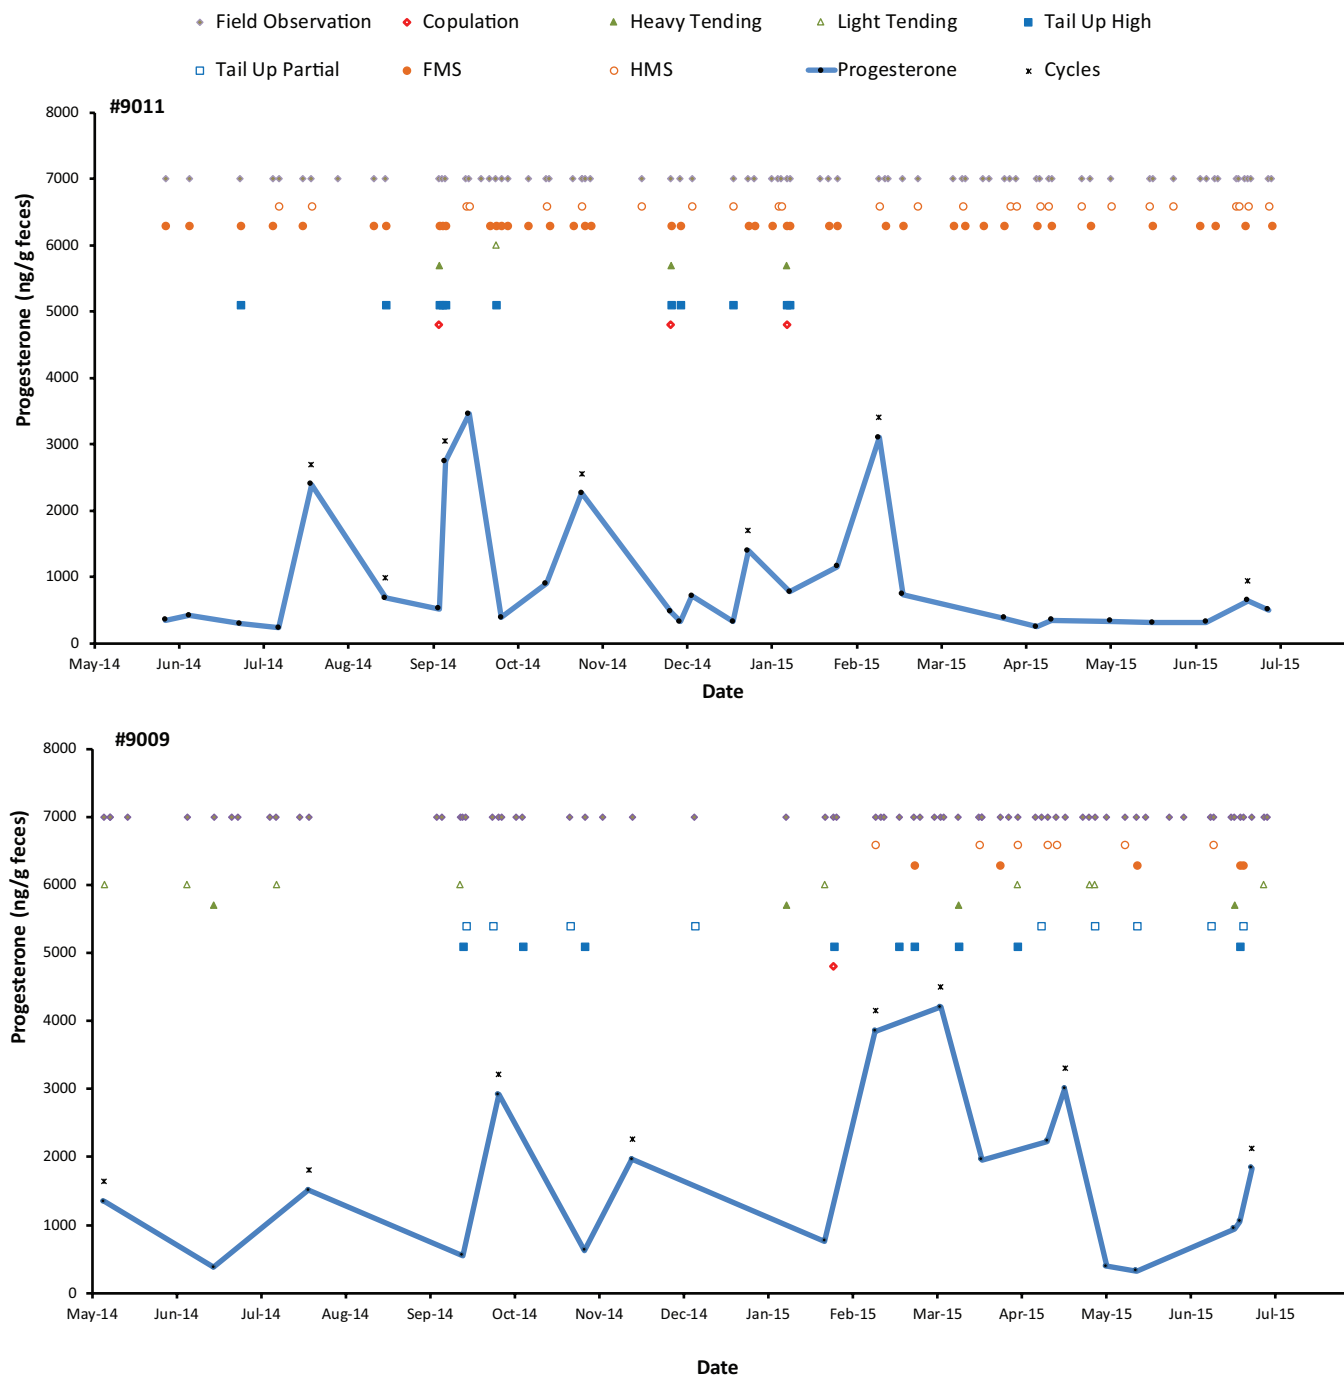 Field Observation Copulation Heavy Tending Light Tending Tail Up High
Tail Up Partial FMS HMS Progesterone Cycles
#9011
8000
7000
6000
5000
4000
3000
2000
1000
0
Progesterone (ng/g feces)
May-14 Jun-14 Jul-14 Aug-14 Sep-14 Oct-14 Nov-14 Dec-14 Jan-15 Feb-15 Mar-15 Apr-15 May-15 Jun-15 Jul-15
Date
#9009
8000
7000
6000
5000
4000
3000
2000
1000
0
Progesterone (ng/g feces)
May-14 Jun-14 Jul-14 Aug-14 Sep-14 Oct-14 Nov-14 Dec-14 Jan-15 Feb-15 Mar-15 Apr-15 May-15 Jun-15 Jul-15
Date